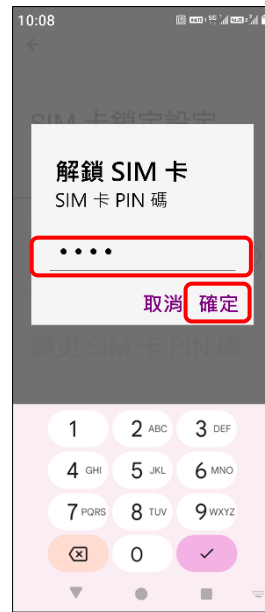 10:08
SIM 卡鎖定設定
解鎖 SIM 卡
SIM 卡 PIN 碼
••••
取消 確定
變更 SIM 卡 PIN 碼
1 2 ABC 3 DEF
4 GHI 5 JKL 6 MNO
7 PQRS 8 TUV 9 WXYZ
0